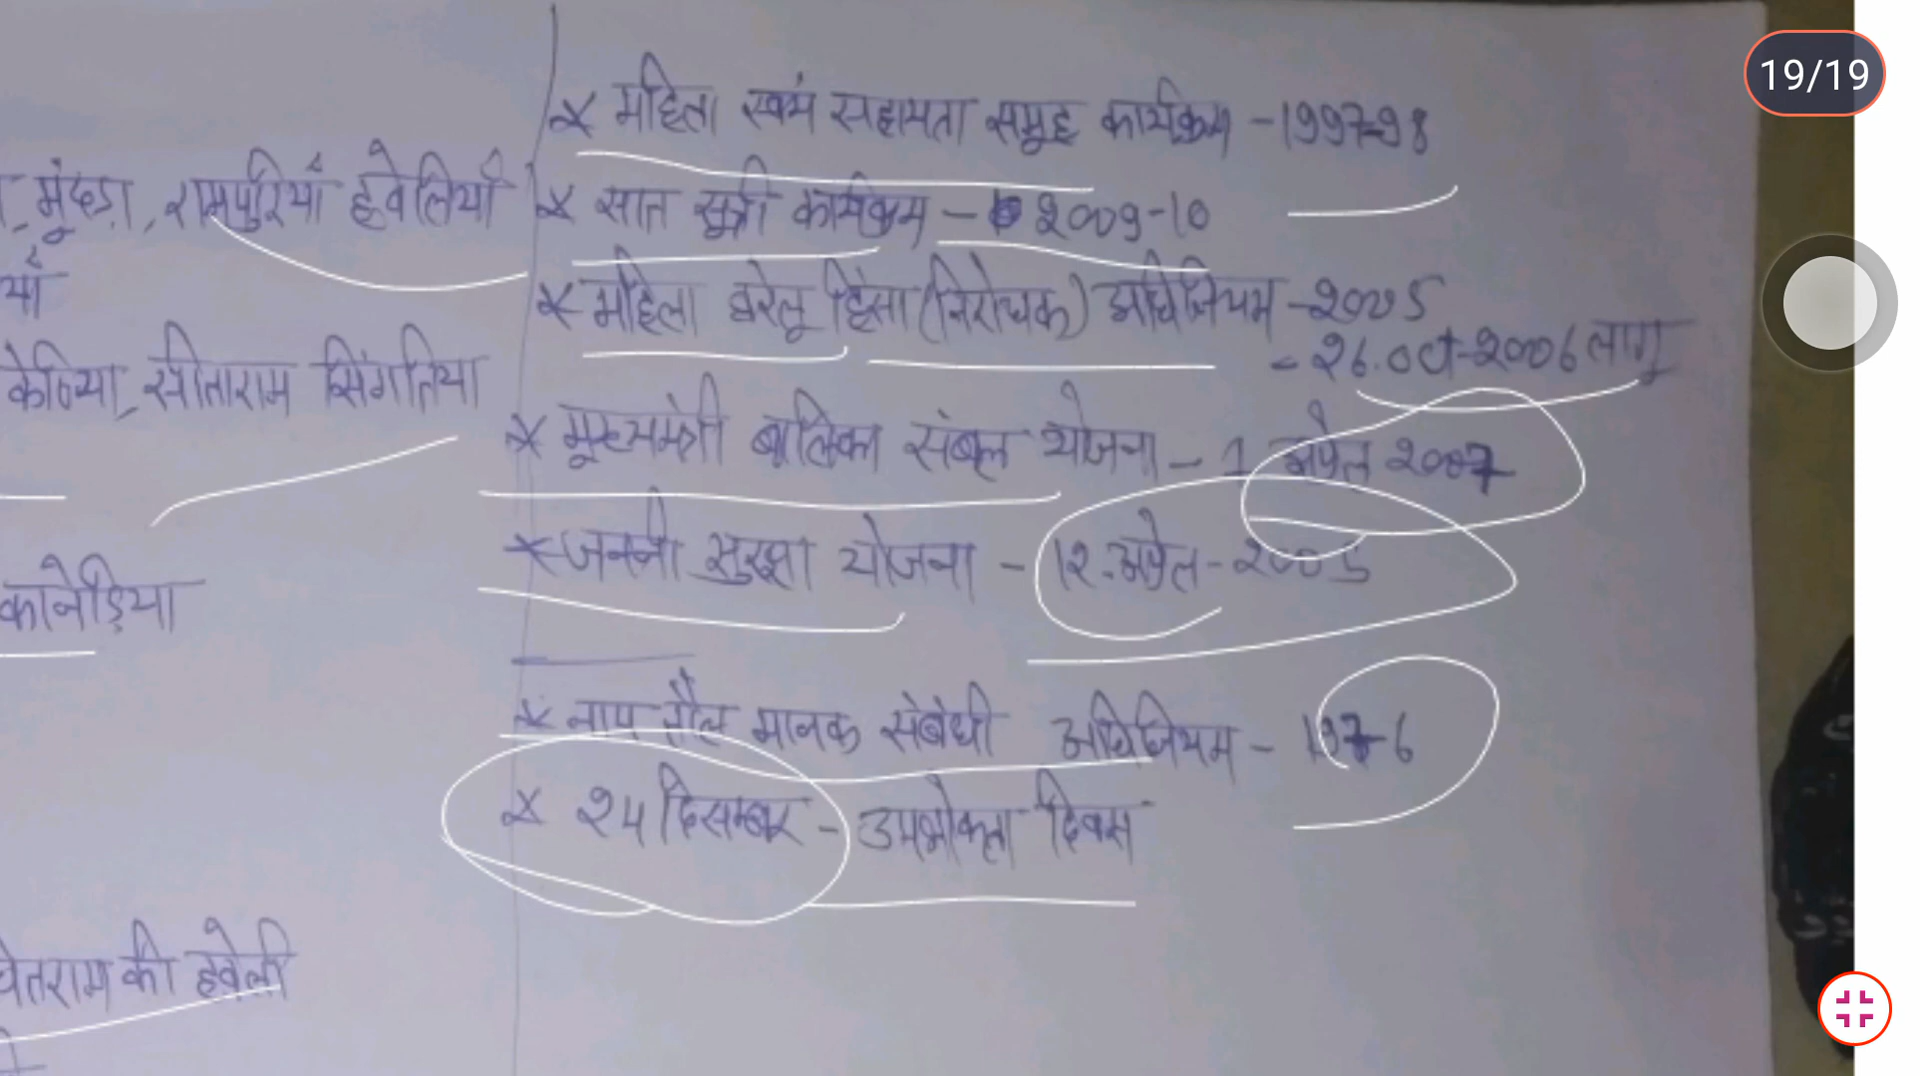 19/19
मूंदड़ा, रामपुरियाँ हवेलियाँ
याँ
केडिया, सीताराम सिंगतिया
कानेड़िया
चेतराम की हवेली
* महिला स्वयं सहायता समूह कार्यक्रम - 1997-98
* सात सूत्री कार्यक्रम - 2009-10
* महिला घरेलू हिंसा (निरोधक) अधिनियम - 2005
- 26. Oct - 2006 लागू
* मुख्यमंत्री बालिका संबल योजना - 1 अप्रैल 2007
* जननी सुरक्षा योजना - 12. अप्रैल - 2005
* नाप तौल मानक संबंधी अधिनियम - 1976
* 24 दिसम्बर - उपभोक्ता दिवस